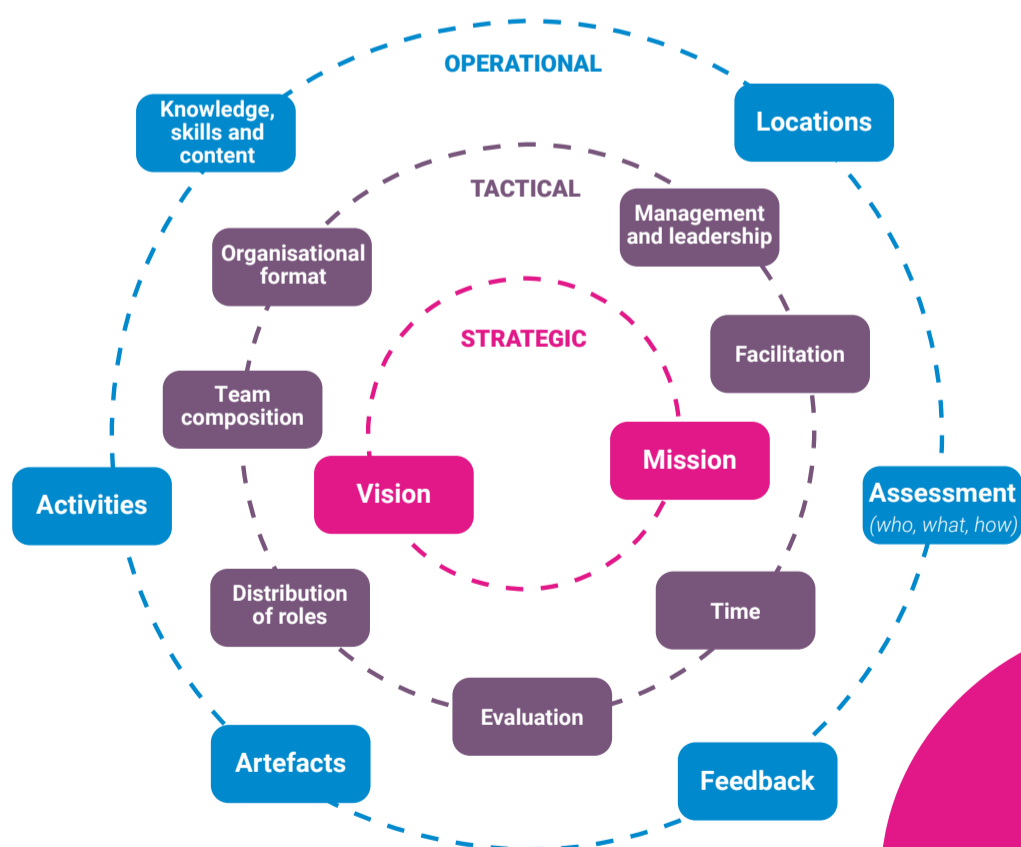 OPERATIONAL
Knowledge,
skills and
content
Locations
TACTICAL
Management
and leadership
Organisational
format
STRATEGIC
Facilitation
Team
composition
Mission
Vision
Activities
Assessment
(who, what, how)
Distribution
of roles
Time
Evaluation
Artefacts
Feedback